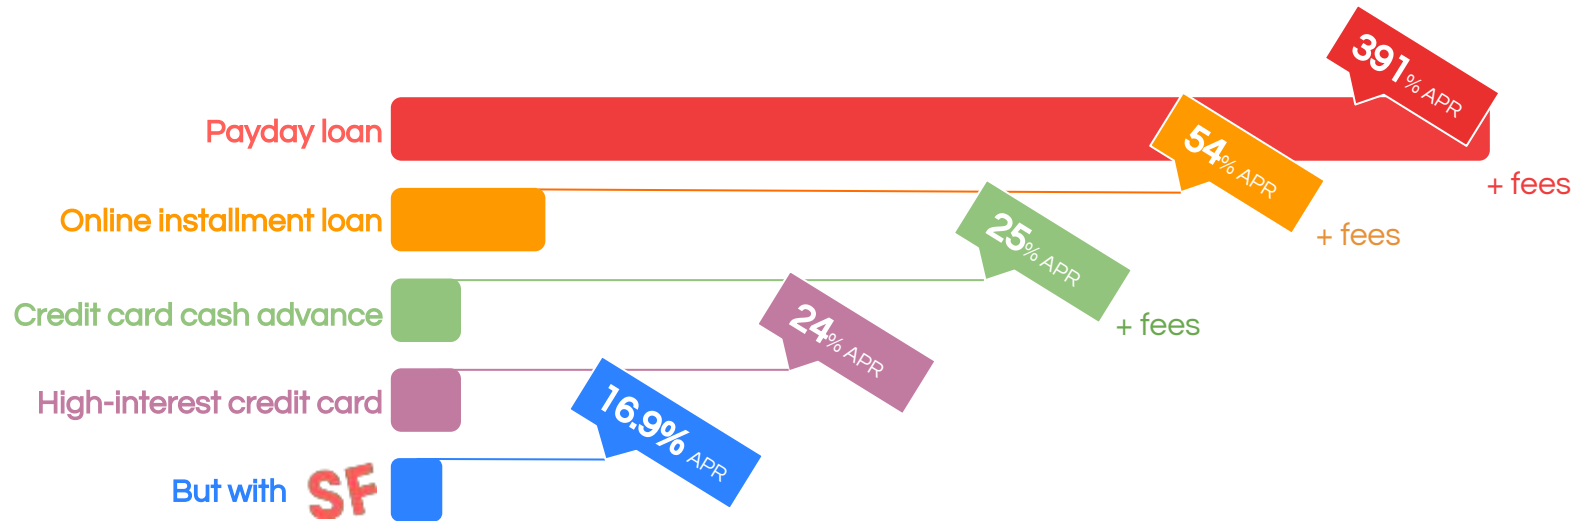 391% APR
Payday loan
+ fees
54% APR
Online installment loan
+ fees
25% APR
Credit card cash advance
+ fees
24% APR
High-interest credit card
16.9% APR
But with SF